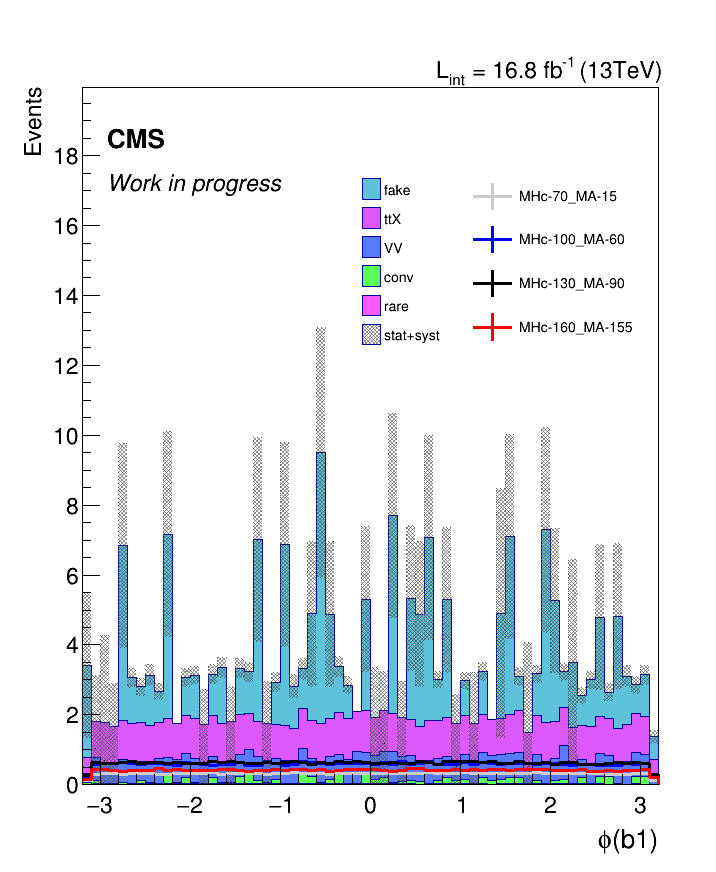 L_int = 16.8 fb^-1 (13TeV)
Events
CMS
Work in progress
fake
ttX
VV
conv
rare
stat+syst
MHc-70_MA-15
MHc-100_MA-60
MHc-130_MA-90
MHc-160_MA-155
18
16
14
12
10
8
6
4
2
0
−3 −2 −1 0 1 2 3
ϕ(b1)